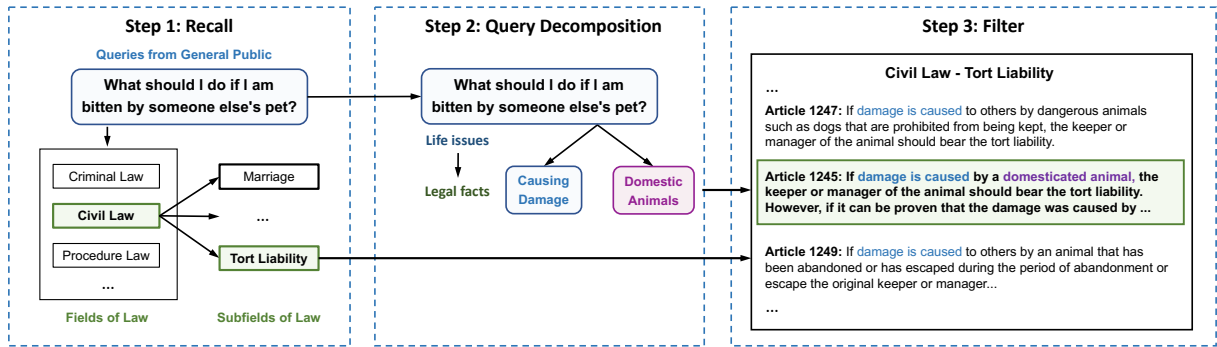 Step 1: Recall
Queries from General Public
What should I do if I am
bitten by someone else's pet?
Criminal Law
Civil Law
Procedure Law
...
Fields of Law
Marriage
...
Tort Liability
Subfields of Law
Step 2: Query Decomposition
What should I do if I am
bitten by someone else's pet?
Life issues
Legal facts
Causing
Damage
Domestic
Animals
Step 3: Filter
Civil Law - Tort Liability
...
Article 1247: If damage is caused to others by dangerous animals
such as dogs that are prohibited from being kept, the keeper or
manager of the animal should bear the tort liability.
Article 1245: If damage is caused by a domesticated animal, the
keeper or manager of the animal should bear the tort liability.
However, if it can be proven that the damage was caused by ...
Article 1249: If damage is caused to others by an animal that has
been abandoned or has escaped during the period of abandonment or
escape the original keeper or manager...
...